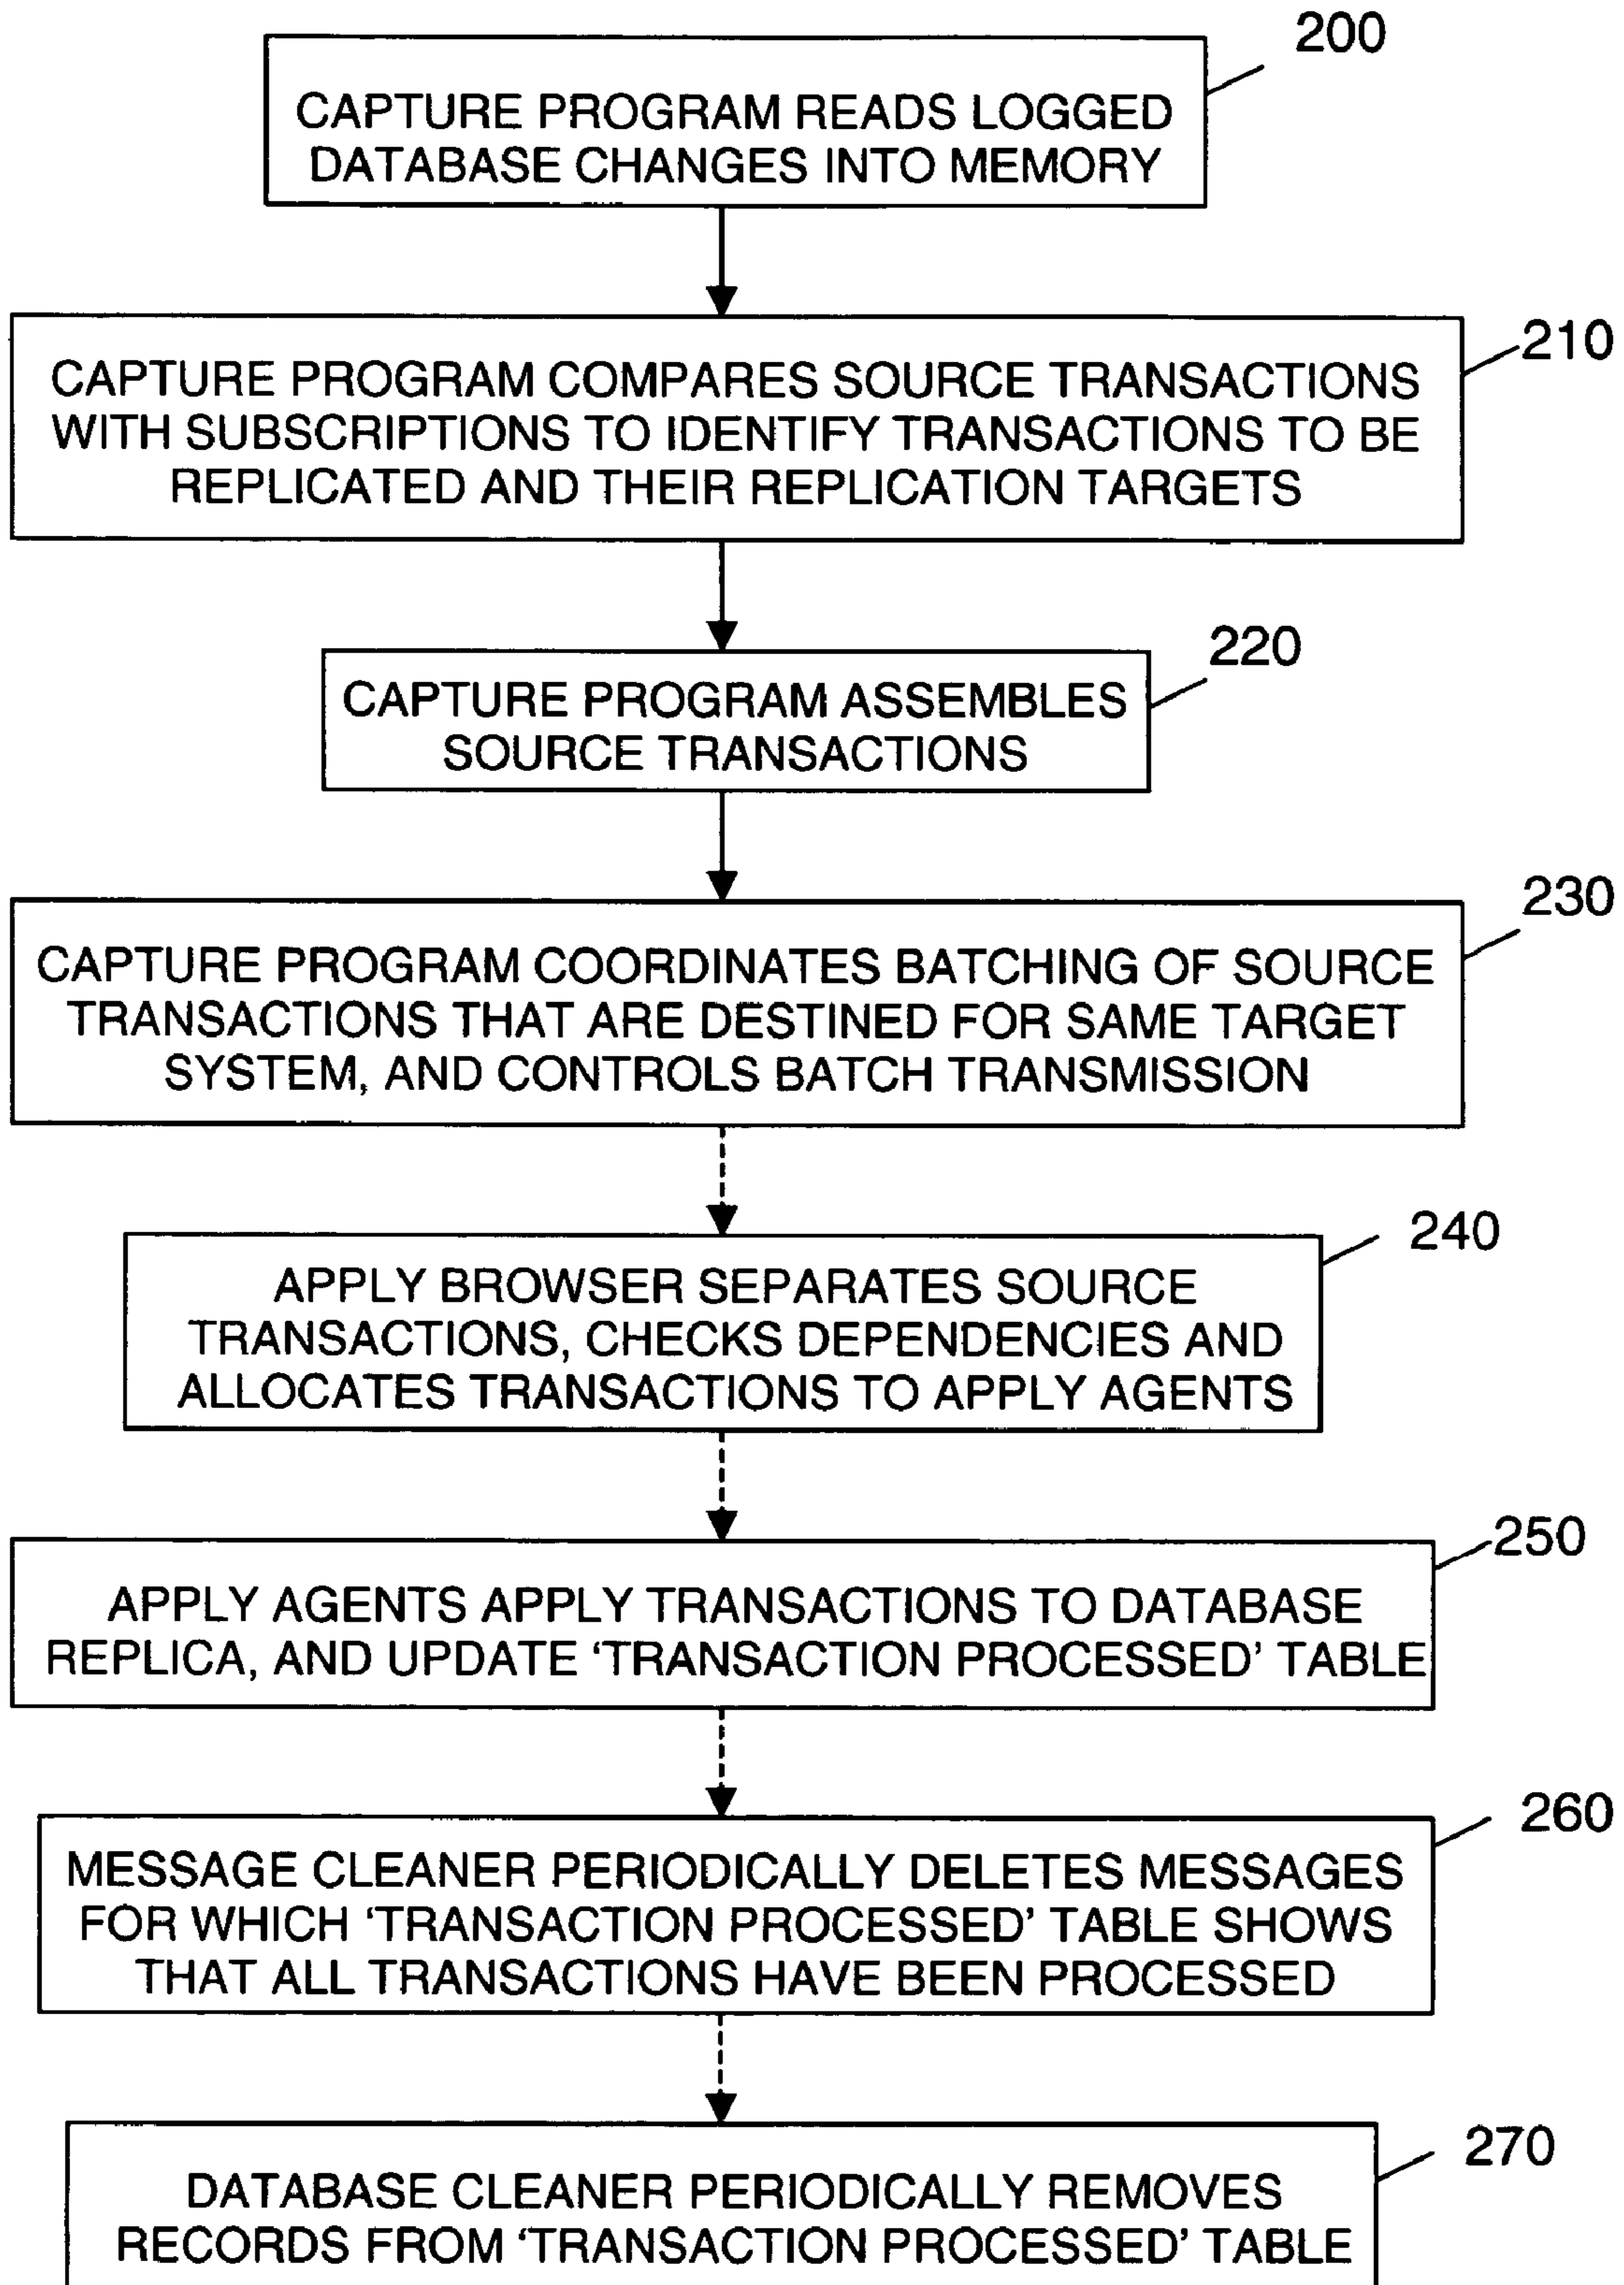 200
CAPTURE PROGRAM READS LOGGED
DATABASE CHANGES INTO MEMORY
210
CAPTURE PROGRAM COMPARES SOURCE TRANSACTIONS
WITH SUBSCRIPTIONS TO IDENTIFY TRANSACTIONS TO BE
REPLICATED AND THEIR REPLICATION TARGETS
220
CAPTURE PROGRAM ASSEMBLES
SOURCE TRANSACTIONS
230
CAPTURE PROGRAM COORDINATES BATCHING OF SOURCE
TRANSACTIONS THAT ARE DESTINED FOR SAME TARGET
SYSTEM, AND CONTROLS BATCH TRANSMISSION
240
APPLY BROWSER SEPARATES SOURCE
TRANSACTIONS, CHECKS DEPENDENCIES AND
ALLOCATES TRANSACTIONS TO APPLY AGENTS
250
APPLY AGENTS APPLY TRANSACTIONS TO DATABASE
REPLICA, AND UPDATE ‘TRANSACTION PROCESSED’ TABLE
260
MESSAGE CLEANER PERIODICALLY DELETES MESSAGES
FOR WHICH ‘TRANSACTION PROCESSED’ TABLE SHOWS
THAT ALL TRANSACTIONS HAVE BEEN PROCESSED
270
DATABASE CLEANER PERIODICALLY REMOVES
RECORDS FROM ‘TRANSACTION PROCESSED’ TABLE